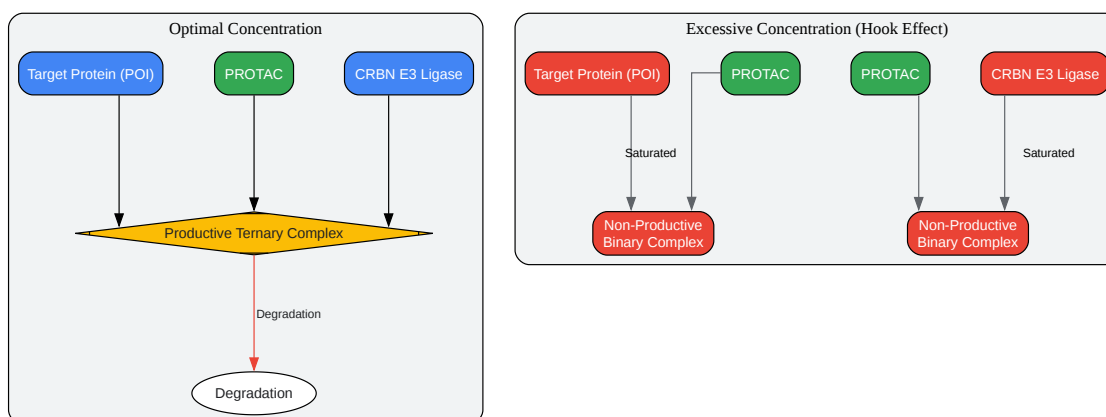 Optimal Concentration
Target Protein (POI)
PROTAC
CRBN E3 Ligase
Productive Ternary Complex
Degradation
Degradation
Excessive Concentration (Hook Effect)
Target Protein (POI)
PROTAC
PROTAC
CRBN E3 Ligase
Saturated
Saturated
Non-Productive
Binary Complex
Non-Productive
Binary Complex